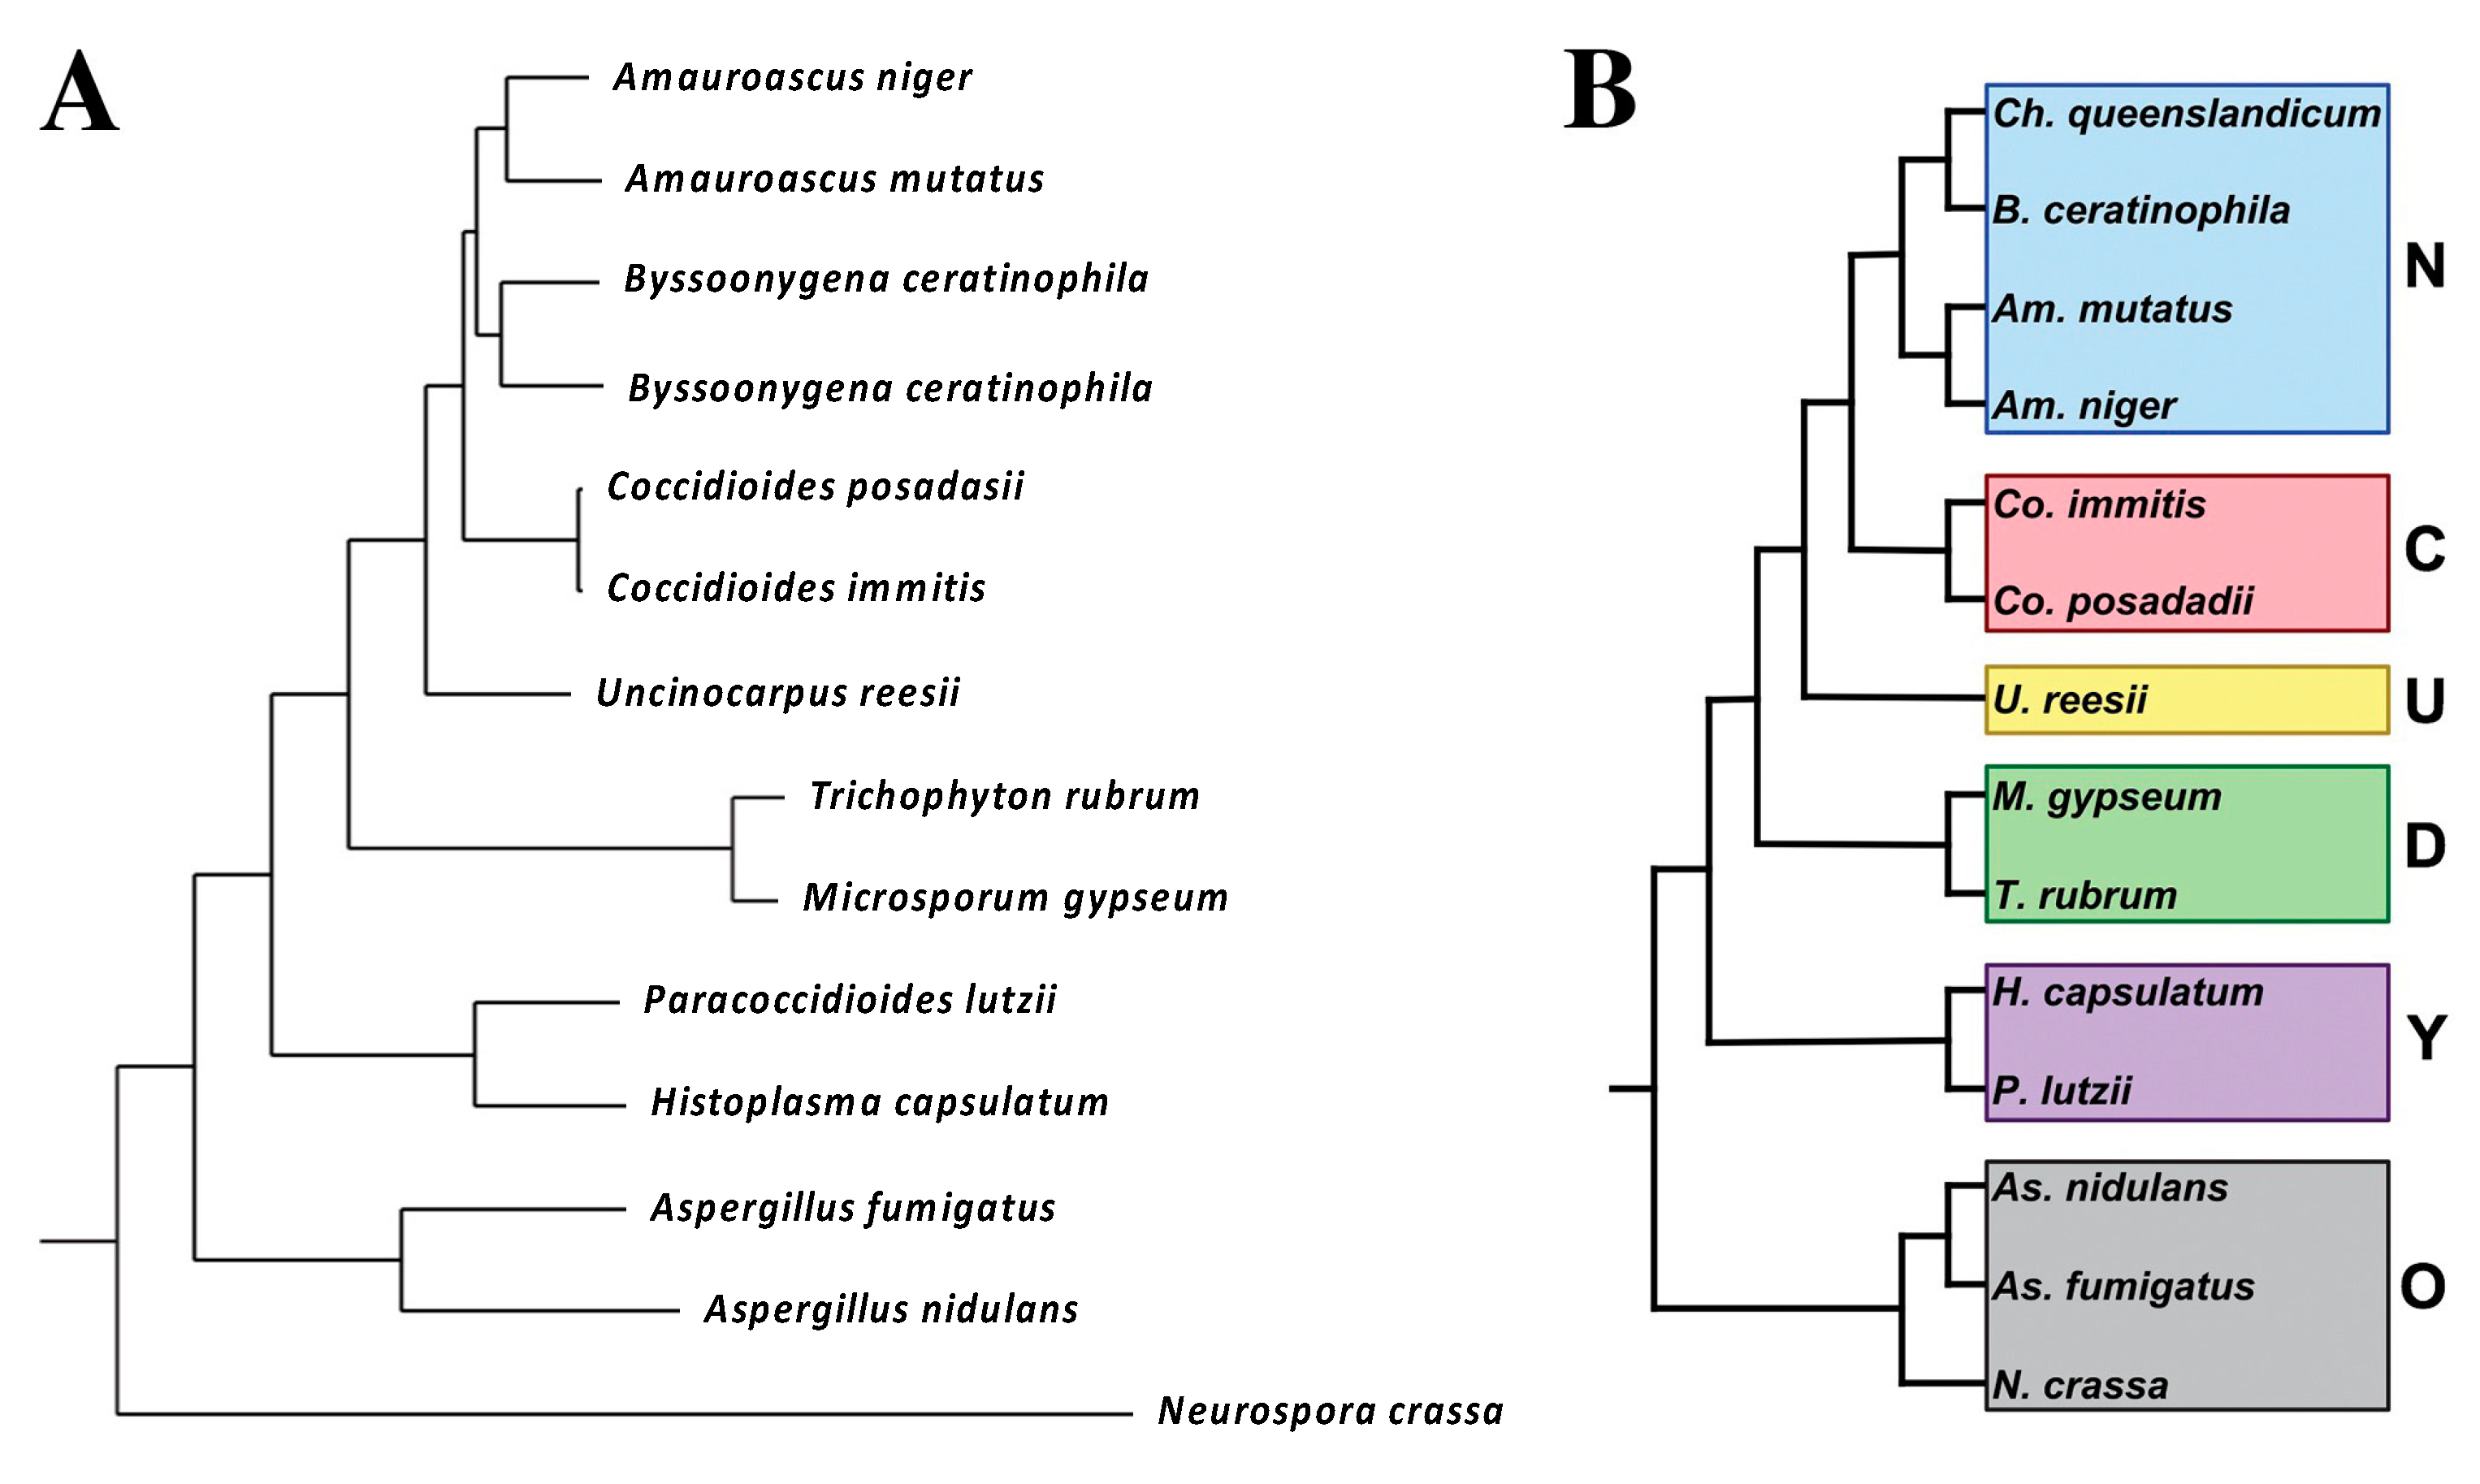 A
Amauroascus niger
Amauroascus mutatus
Byssoonygena ceratinophila
Byssoonygena ceratinophila
Coccidioides posadasii
Coccidioides immitis
Uncinocarpus reesii
Trichophyton rubrum
Microsporum gypseum
Paracoccidioides lutzii
Histoplasma capsulatum
Aspergillus fumigatus
Aspergillus nidulans
Neurospora crassa
B
Ch. queenslandicum
B. ceratinophila
Am. mutatus
Am. niger
N
Co. immitis
Co. posadadii
C
U. reesii
U
M. gypseum
T. rubrum
D
H. capsulatum
P. lutzii
Y
As. nidulans
As. fumigatus
N. crassa
O